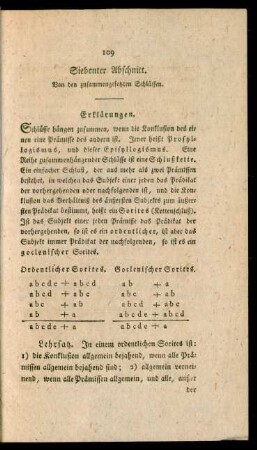 109
Siebenter Abschnitt.
Von den zusammengesetzten Schlüssen.
Erklärungen.
Schlüsse hängen zusammen, wenn die Konklusion des ei-
nen eine Prämisse des andern ist. Jener heist Prosyl-
logismus, und dieser Episyllogismus. Eine
Reihe zusammenhängender Schlüsse ist eine Schlußkette.
Ein einfacher Schluß, der aus mehr als zwei Prämissen
bestehet, in welchen das Subjekt einer jeden das Prädikat
der vorhergehenden oder nachfolgenden ist, und die Konklu-
sion das Verhältniß des äussersten Subjekts zum äusser-
sten Prädikat bestimmt, heist ein Sorites (Kettenschluß).
Ist das Subjekt einer jeden Prämisse das Prädikat der
vorhergehenden, so ist es ein ordentlicher, ist aber das
Subjekt immer Prädikat der nachfolgenden, so ist es ein
goclenischer Sorites.
Ordentlicher Sorites. Goclenischer Sorites.
abcde + abcd ab + a
abcd + abc abc + ab
abc + ab abcd + abc
ab + a abcde + abcd
abcde + a abcde + a
Lehrsatz. In einem ordentlichen Sorites ist:
1) die Konklusion allgemein bejahend, wenn alle Prä-
missen allgemein bejahend sind; 2) allgemein vernei-
nend, wenn alle Prämissen allgemein, und alle, ausser
der